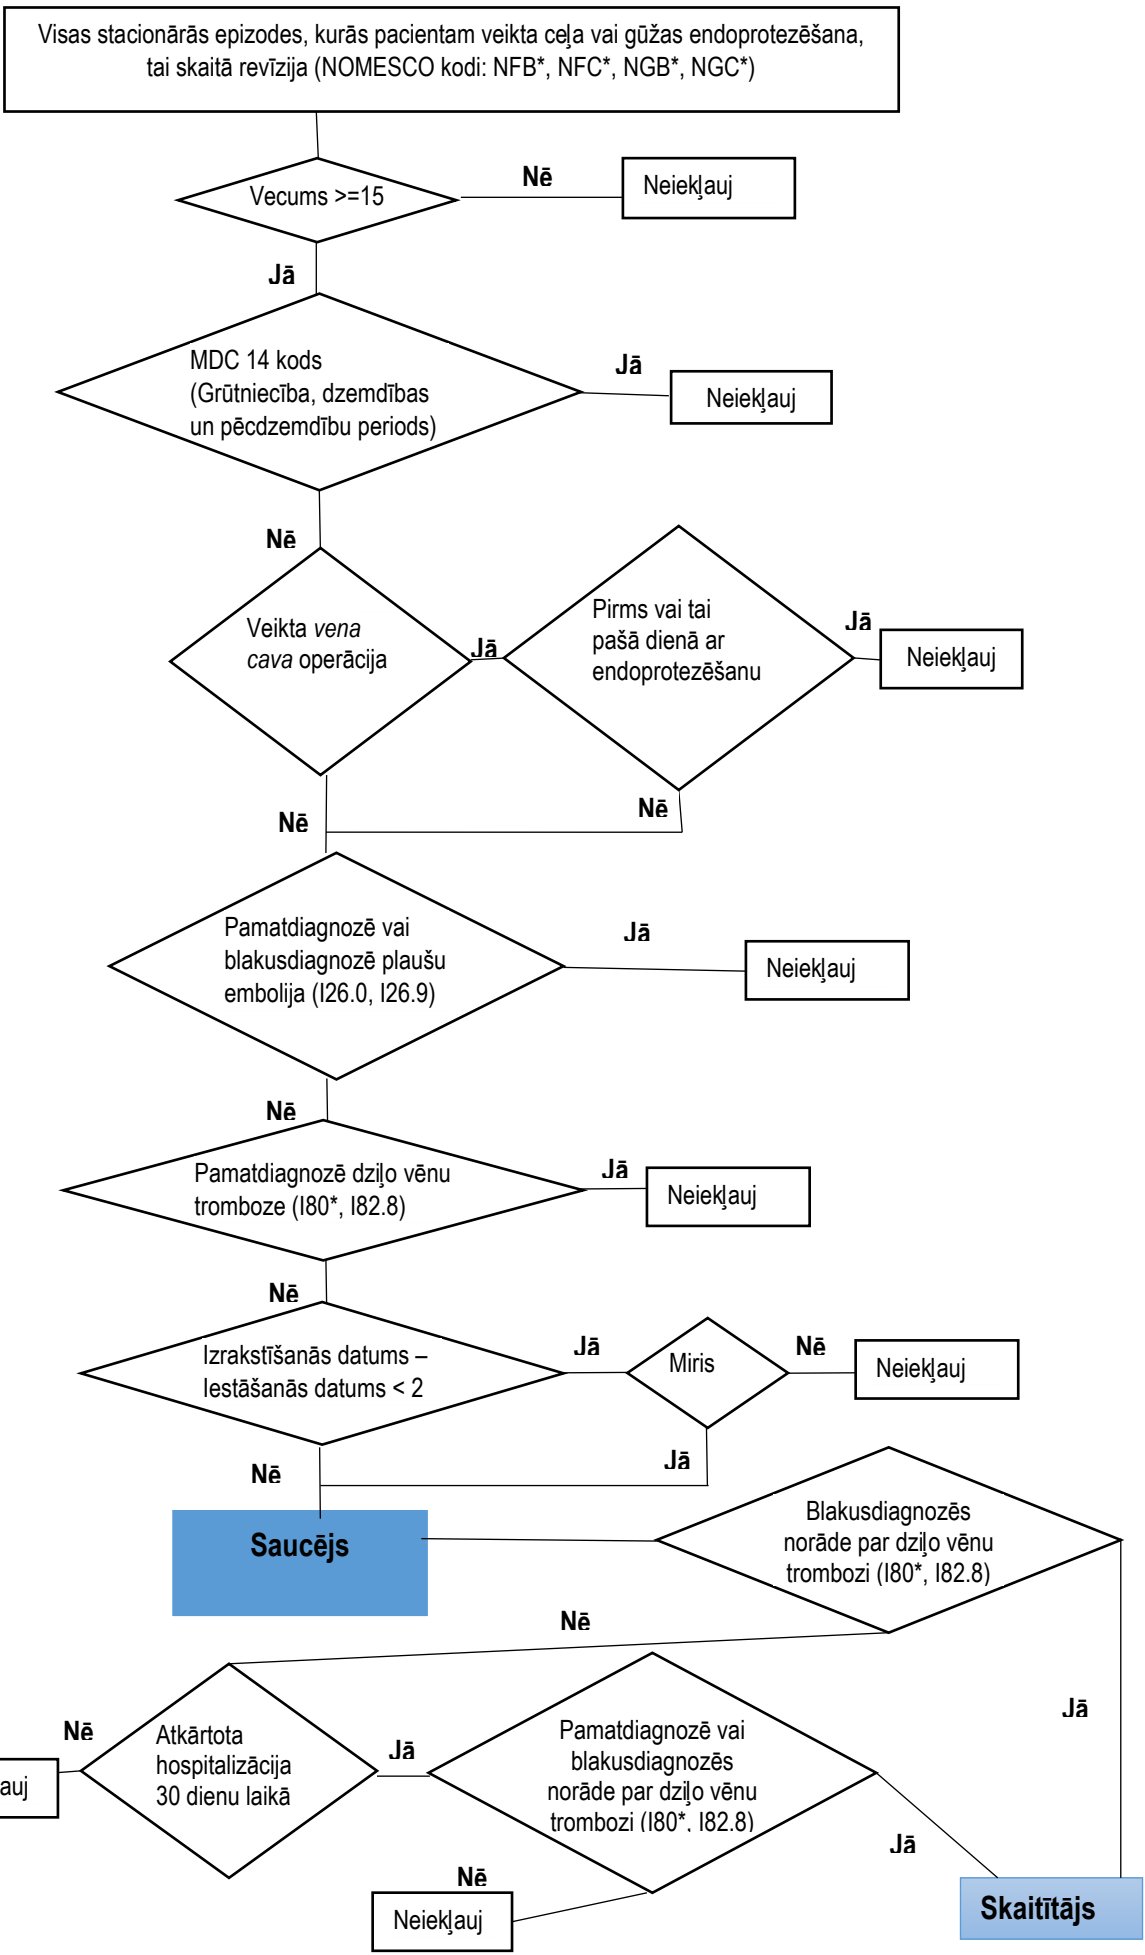 Visas stacionārās epizodes, kurās pacientam veikta ceļa vai gūžas endoprotezēšana,
tai skaitā revīzija (NOMESCO kodi: NFB*, NFC*, NGB*, NGC*)
Vecums >=15
Nē
Neiekļauj
Jā
MDC 14 kods
(Grūtniecība, dzemdības
un pēcdzemdību periods)
Jā
Neiekļauj
Nē
Veikta vena
cava operācija
Jā
Pirms vai tai
pašā dienā ar
endoprotezēšanu
Jā
Neiekļauj
Nē
Nē
Pamatdiagnozē vai
blakusdiagnozē plaušu
embolija (I26.0, I26.9)
Jā
Neiekļauj
Nē
Pamatdiagnozē dziļo vēnu
tromboze (I80*, I82.8)
Jā
Neiekļauj
Nē
Izrakstīšanās datums –
Iestāšanās datums < 2
Jā
Miris
Nē
Neiekļauj
Nē
Jā
Saucējs
Blakusdiagnozēs
norāde par dziļo vēnu
trombozi (I80*, I82.8)
Nē
Jā
Nē
auj
Atkārtota
hospitalizācija
30 dienu laikā
Jā
Pamatdiagnozē vai
blakusdiagnozēs
norāde par dziļo vēnu
trombozi (I80*, I82.8)
Jā
Nē
Neiekļauj
Skaitītājs